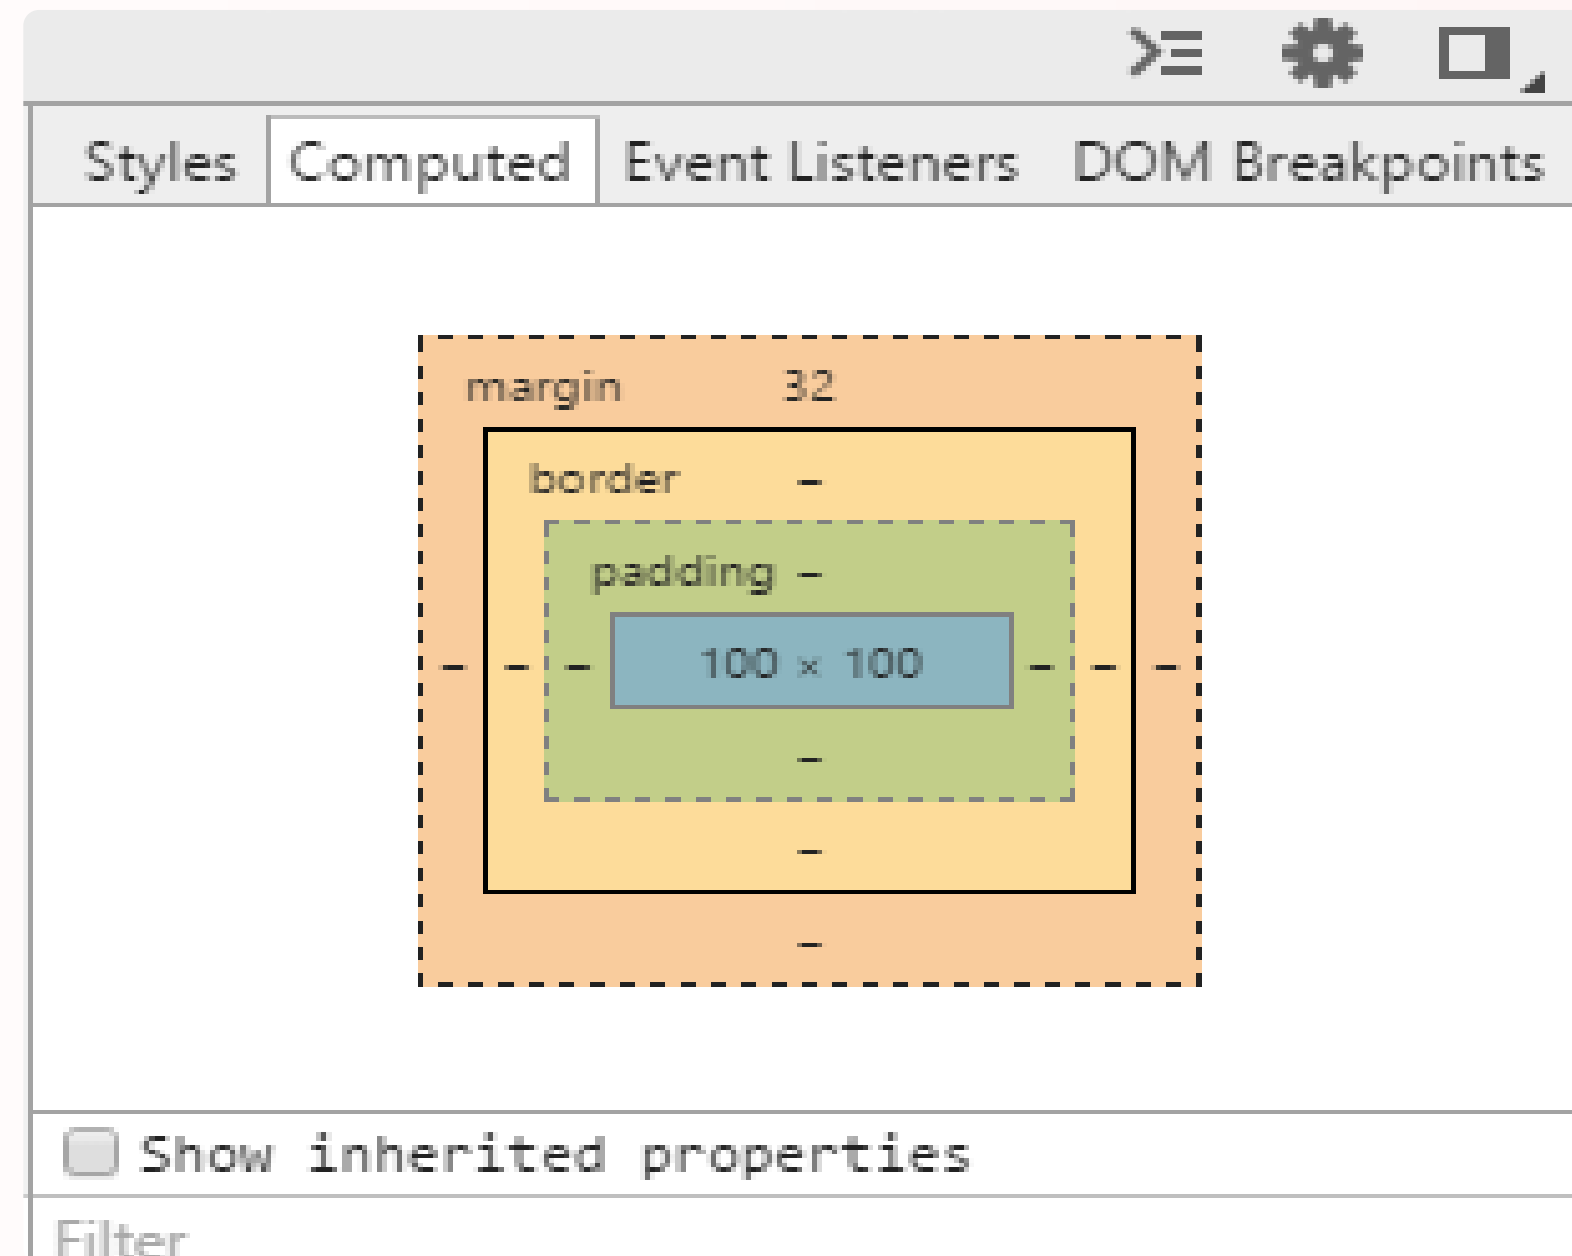 Styles Computed Event Listeners DOM Breakpoints
margin 32
border –
padding –
– – – 100 × 100 – – –
–
–
–
Show inherited properties
Filter